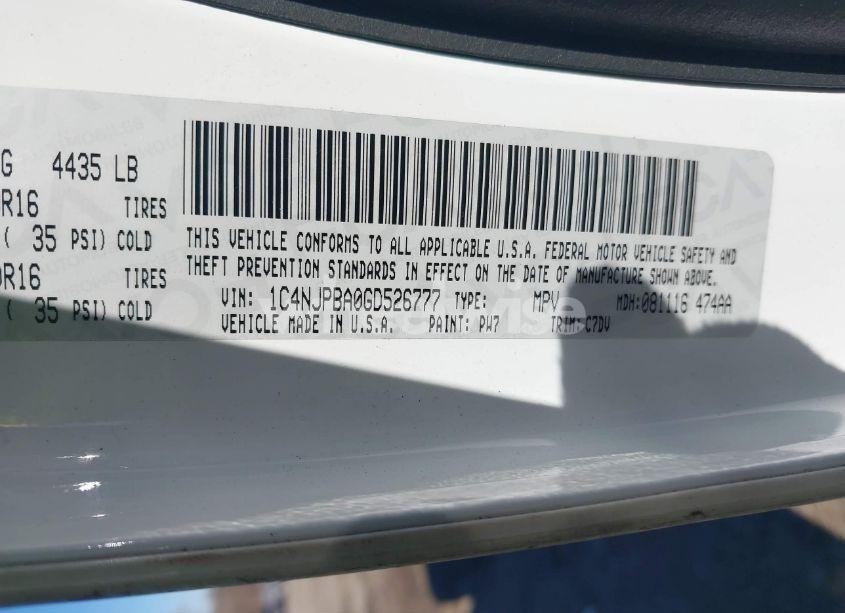 G 4435 LB
R16 TIRES
( 35 PSI) COLD
R16 TIRES
( 35 PSI) COLD
THIS VEHICLE CONFORMS TO ALL APPLICABLE U.S.A. FEDERAL MOTOR VEHICLE SAFETY AND
THEFT PREVENTION STANDARDS IN EFFECT ON THE DATE OF MANUFACTURE SHOWN ABOVE.
VIN: 1C4NJPBA0GD526777 TYPE: MPV MDH: 081116 474AA
VEHICLE MADE IN U.S.A. PAINT: PW7 TRIM: C7DV